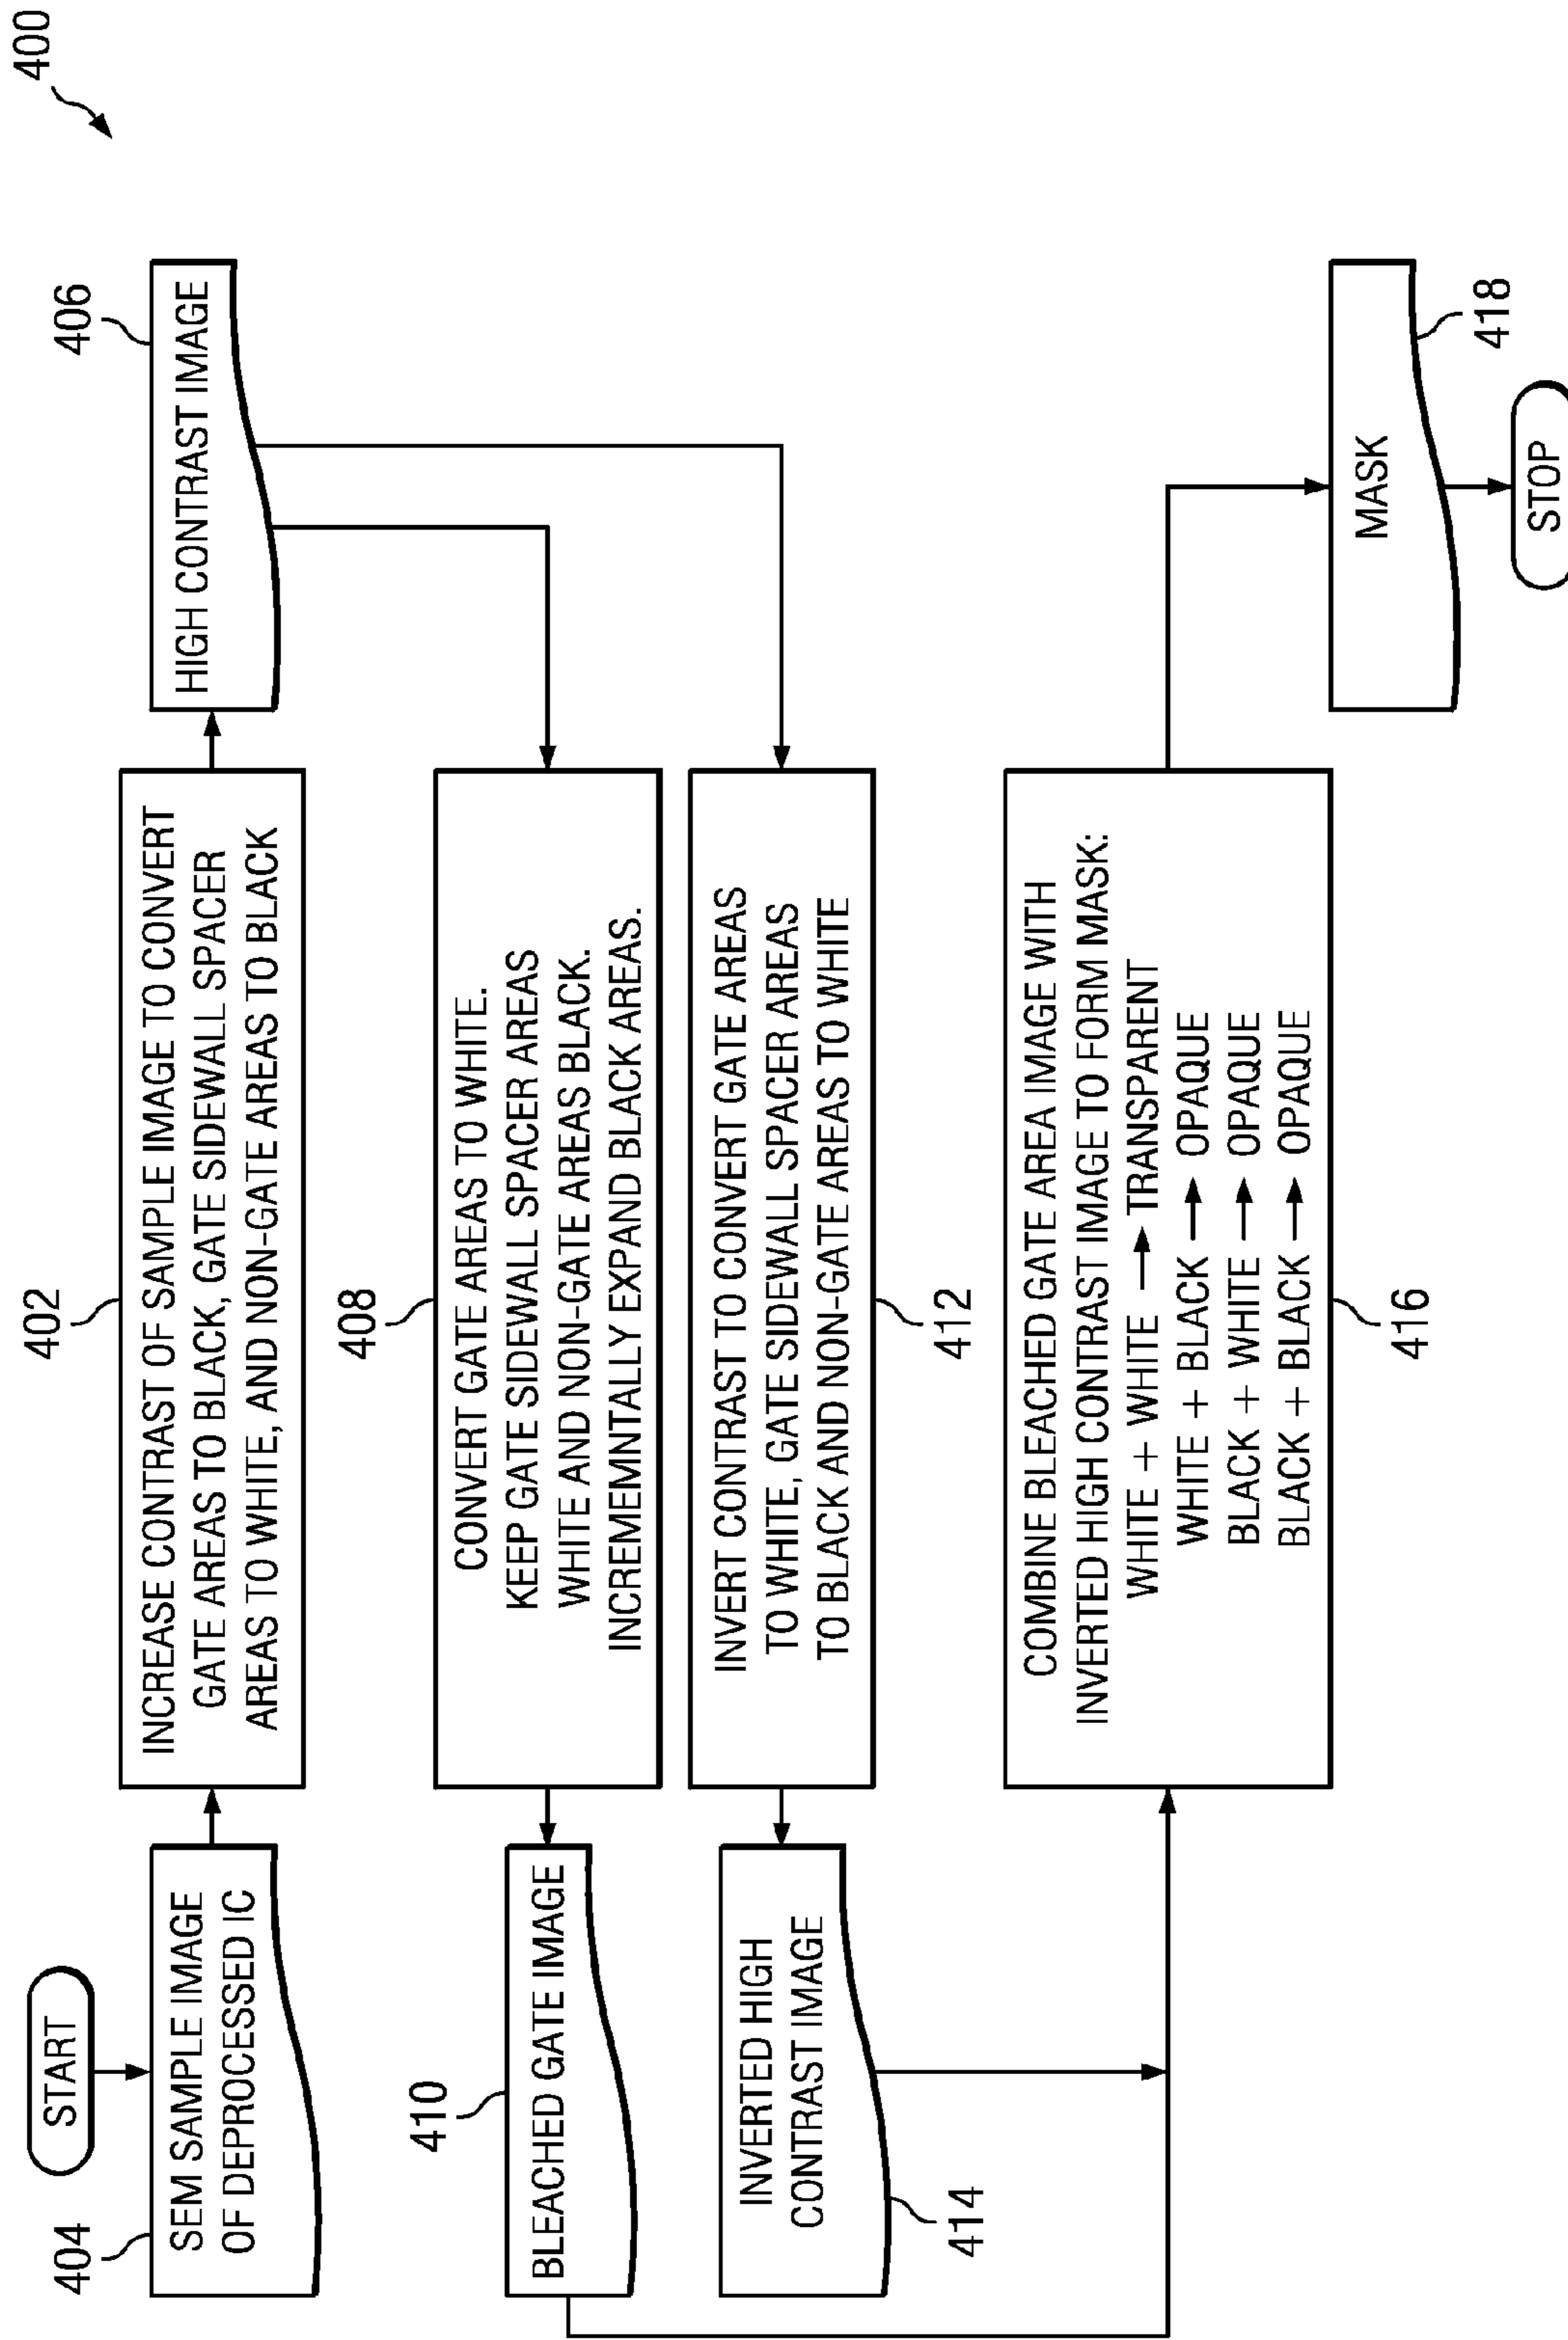 400
START
404
SEM SAMPLE IMAGE
OF DEPROCESSED IC
402
INCREASE CONTRAST OF SAMPLE IMAGE TO CONVERT
GATE AREAS TO BLACK, GATE SIDEWALL SPACER
AREAS TO WHITE, AND NON-GATE AREAS TO BLACK
406
HIGH CONTRAST IMAGE
408
CONVERT GATE AREAS TO WHITE.
KEEP GATE SIDEWALL SPACER AREAS
WHITE AND NON-GATE AREAS BLACK.
INCREMEMNTALLY EXPAND BLACK AREAS.
410
BLEACHED GATE IMAGE
INVERT CONTRAST TO CONVERT GATE AREAS
TO WHITE, GATE SIDEWALL SPACER AREAS
TO BLACK AND NON-GATE AREAS TO WHITE
412
INVERTED HIGH
CONTRAST IMAGE
414
COMBINE BLEACHED GATE AREA IMAGE WITH
INVERTED HIGH CONTRAST IMAGE TO FORM MASK:
WHITE + WHITE → TRANSPARENT
WHITE + BLACK → OPAQUE
BLACK + WHITE → OPAQUE
BLACK + BLACK → OPAQUE
416
MASK
418
STOP